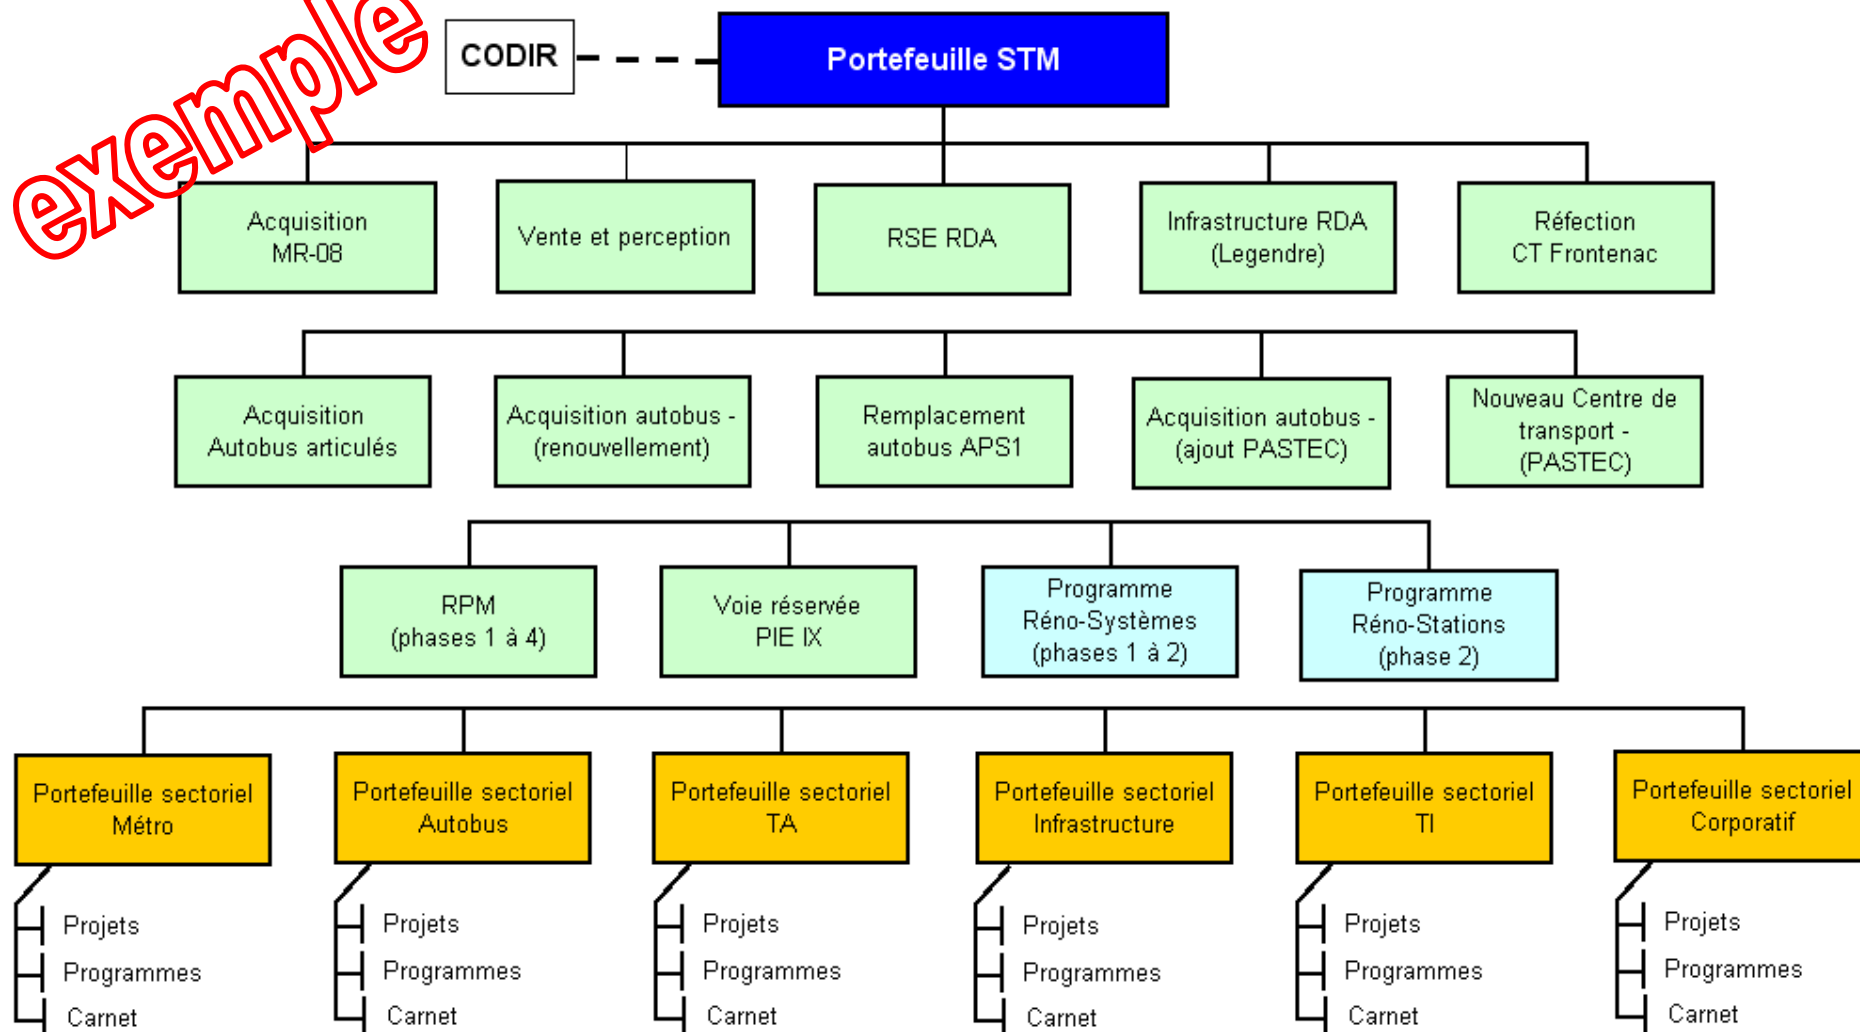 exemple
CODIR
Portefeuille STM
Acquisition
MR-08
Vente et perception
RSE RDA
Infrastructure RDA
(Legendre)
Réfection
CT Frontenac
Acquisition
Autobus articulés
Acquisition autobus -
(renouvellement)
Remplacement
autobus APS1
Acquisition autobus -
(ajout PASTEC)
Nouveau Centre de
transport -
(PASTEC)
RPM
(phases 1 à 4)
Voie réservée
PIE IX
Programme
Réno-Systèmes
(phases 1 à 2)
Programme
Réno-Stations
(phase 2)
Portefeuille sectoriel
Métro
Portefeuille sectoriel
Autobus
Portefeuille sectoriel
TA
Portefeuille sectoriel
Infrastructure
Portefeuille sectoriel
TI
Portefeuille sectoriel
Corporatif
Projets
Programmes
Carnet
Projets
Programmes
Carnet
Projets
Programmes
Carnet
Projets
Programmes
Carnet
Projets
Programmes
Carnet
Projets
Programmes
Carnet